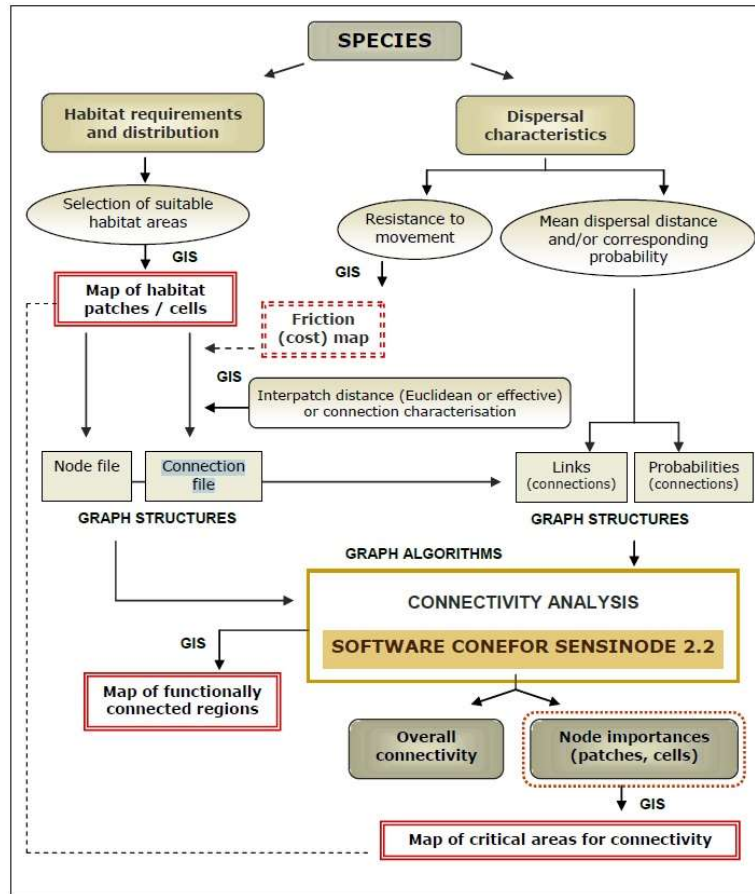 SPECIES
Habitat requirements
and distribution
Dispersal
characteristics
Selection of suitable
habitat areas
Resistance to
movement
Mean dispersal distance
and/or corresponding
probability
GIS
GIS
Map of habitat
patches / cells
Friction
(cost) map
GIS
Interpatch distance (Euclidean or effective)
or connection characterisation
Node file
Connection
file
Links
(connections)
Probabilities
(connections)
GRAPH STRUCTURES
GRAPH STRUCTURES
GRAPH ALGORITHMS
CONNECTIVITY ANALYSIS
SOFTWARE CONEFOR SENSINODE 2.2
GIS
Map of functionally
connected regions
Overall
connectivity
Node importances
(patches, cells)
GIS
Map of critical areas for connectivity